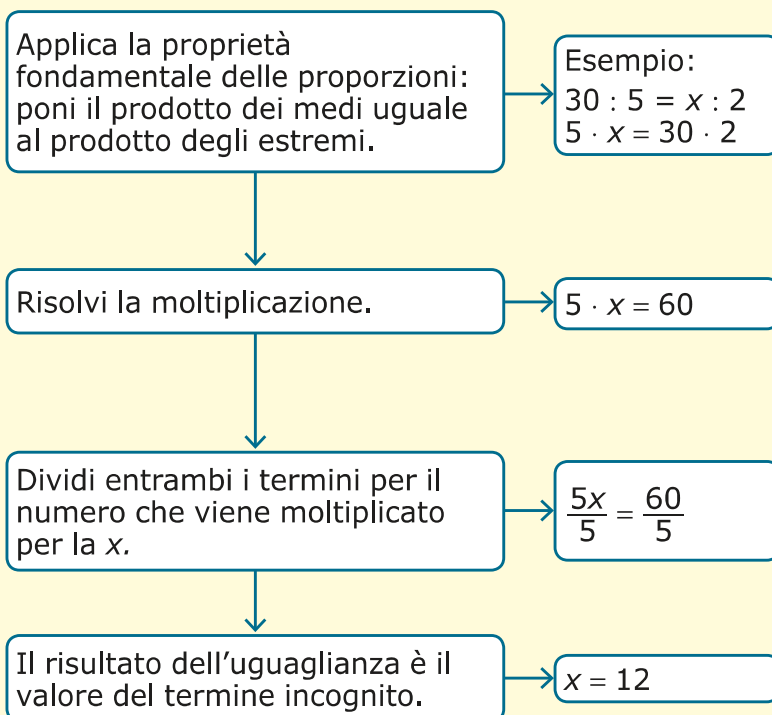 Applica la proprietà
fondamentale delle proporzioni:
poni il prodotto dei medi uguale
al prodotto degli estremi.
Esempio:
30 : 5 = x : 2
5 · x = 30 · 2
Risolvi la moltiplicazione.
5 · x = 60
Dividi entrambi i termini per il
numero che viene moltiplicato
per la x.
5x/5 = 60/5
Il risultato dell'uguaglianza è il
valore del termine incognito.
x = 12